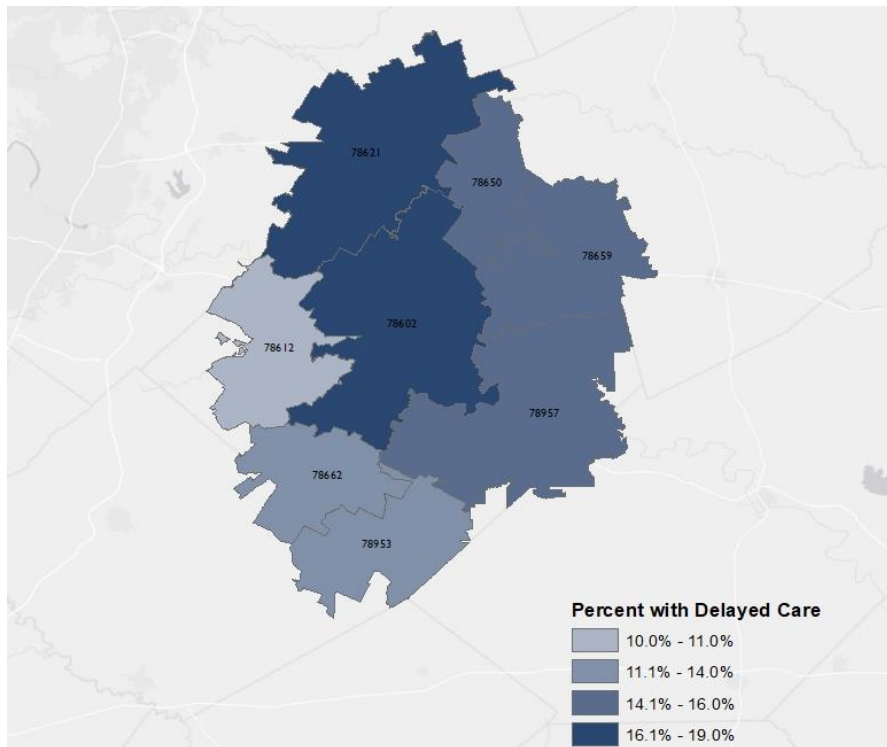 78621
78650
78659
78602
78612
78957
78662
78953
Percent with Delayed Care
10.0% - 11.0%
11.1% - 14.0%
14.1% - 16.0%
16.1% - 19.0%